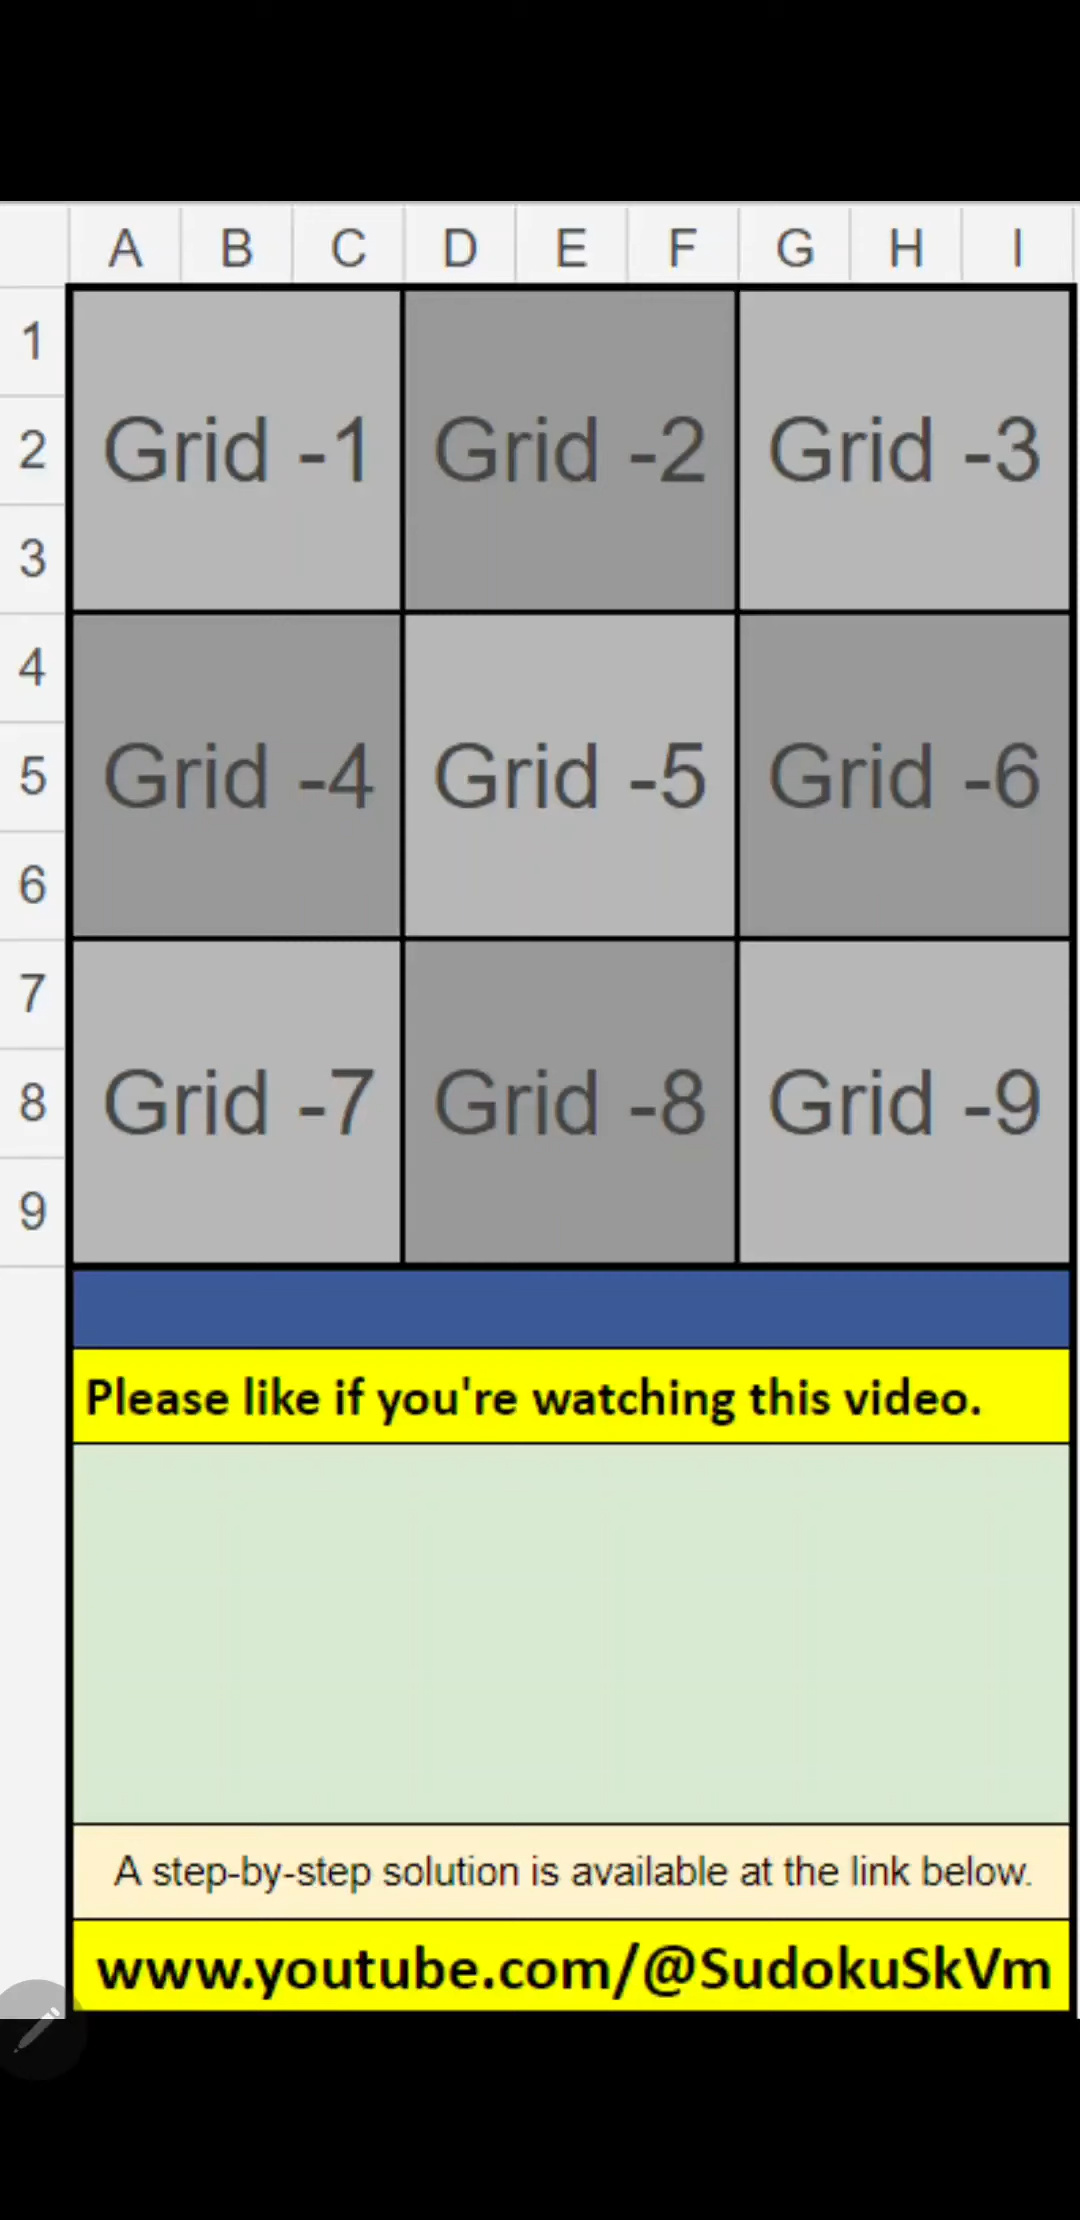 A B C D E F G H I
1
2 Grid -1 Grid -2 Grid -3
3
4
5 Grid -4 Grid -5 Grid -6
6
7
8 Grid -7 Grid -8 Grid -9
9
Please like if you're watching this video.
A step-by-step solution is available at the link below.
www.youtube.com/@SudokuSkVm